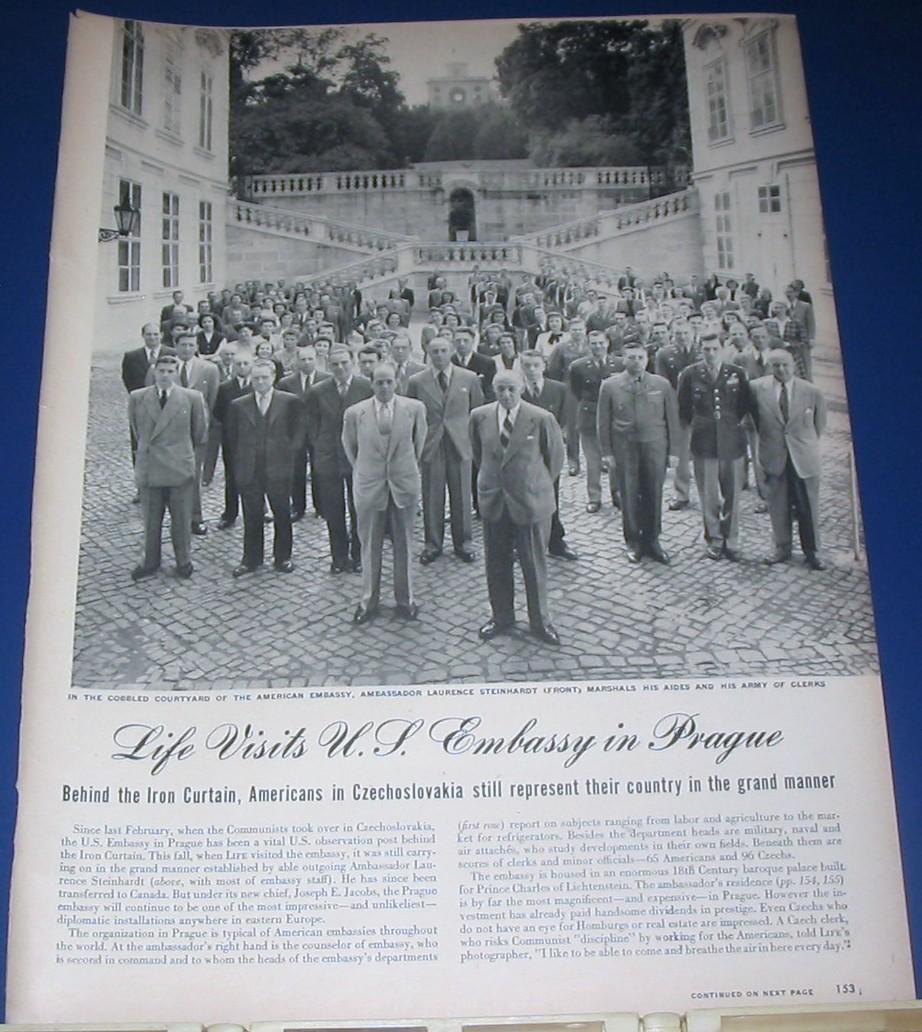 IN THE COBBLED COURTYARD OF THE AMERICAN EMBASSY, AMBASSADOR LAURENCE STEINHARDT (FRONT) MARSHALS HIS AIDES AND HIS ARMY OF CLERKS
Life Visits U.S. Embassy in Prague
Behind the Iron Curtain, Americans in Czechoslovakia still represent their country in the grand manner
Since last February, when the Communists took over in Czechoslovakia,
the U.S. Embassy in Prague has been a vital U.S. observation post behind
the Iron Curtain. This fall, when LIFE visited the embassy, it was still carry-
ing on in the grand manner established by able outgoing Ambassador Lau-
rence Steinhardt (above, with most of embassy staff). He has since been
transferred to Canada. But under its new chief, Joseph E. Jacobs, the Prague
embassy will continue to be one of the most impressive—and unlikeliest—
diplomatic installations anywhere in eastern Europe.
The organization in Prague is typical of American embassies throughout
the world. At the ambassador's right hand is the counselor of embassy, who
is second in command and to whom the heads of the embassy's departments
(first row) report on subjects ranging from labor and agriculture to the mar-
ket for refrigerators. Besides the department heads are military, naval and
air attachés, who study developments in their own fields. Beneath them are
scores of clerks and minor officials—65 Americans and 96 Czechs.
The embassy is housed in an enormous 18th Century baroque palace built
for Prince Charles of Lichtenstein. The ambassador's residence (pp. 154, 155)
is by far the most magnificent—and expensive—in Prague. However the in-
vestment has already paid handsome dividends in prestige. Even Czechs who
do not have an eye for Homburgs or real estate are impressed. A Czech clerk,
who risks Communist "discipline" by working for the Americans, told LIFE's
photographer, "I like to be able to come and breathe the air in here every day."
CONTINUED ON NEXT PAGE 153